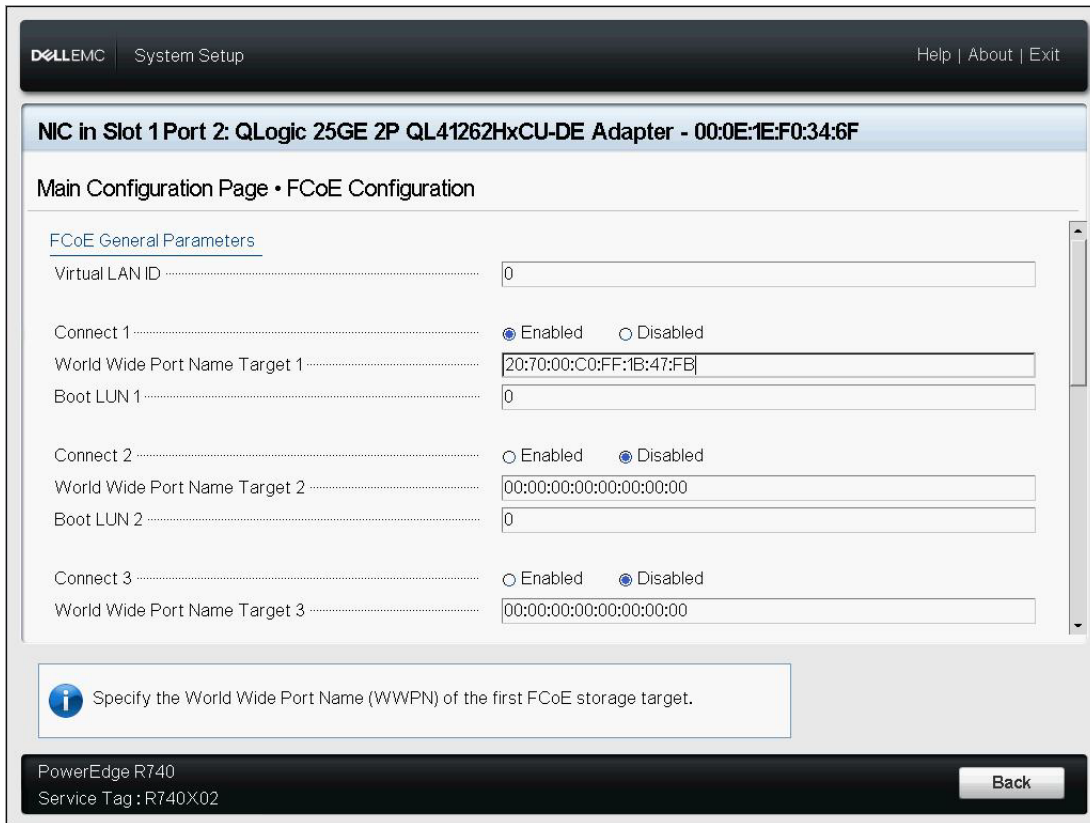 DELLEMC System Setup Help | About | Exit
NIC in Slot 1 Port 2: QLogic 25GE 2P QL41262HxCU-DE Adapter - 00:0E:1E:F0:34:6F
Main Configuration Page • FCoE Configuration
FCoE General Parameters
Virtual LAN ID 0
Connect 1 Enabled Disabled
World Wide Port Name Target 1 20:70:00:C0:FF:1B:47:FB
Boot LUN 1 0
Connect 2 Enabled Disabled
World Wide Port Name Target 2 00:00:00:00:00:00:00:00
Boot LUN 2 0
Connect 3 Enabled Disabled
World Wide Port Name Target 3 00:00:00:00:00:00:00:00
Specify the World Wide Port Name (WWPN) of the first FCoE storage target.
PowerEdge R740
Service Tag : R740X02
Back